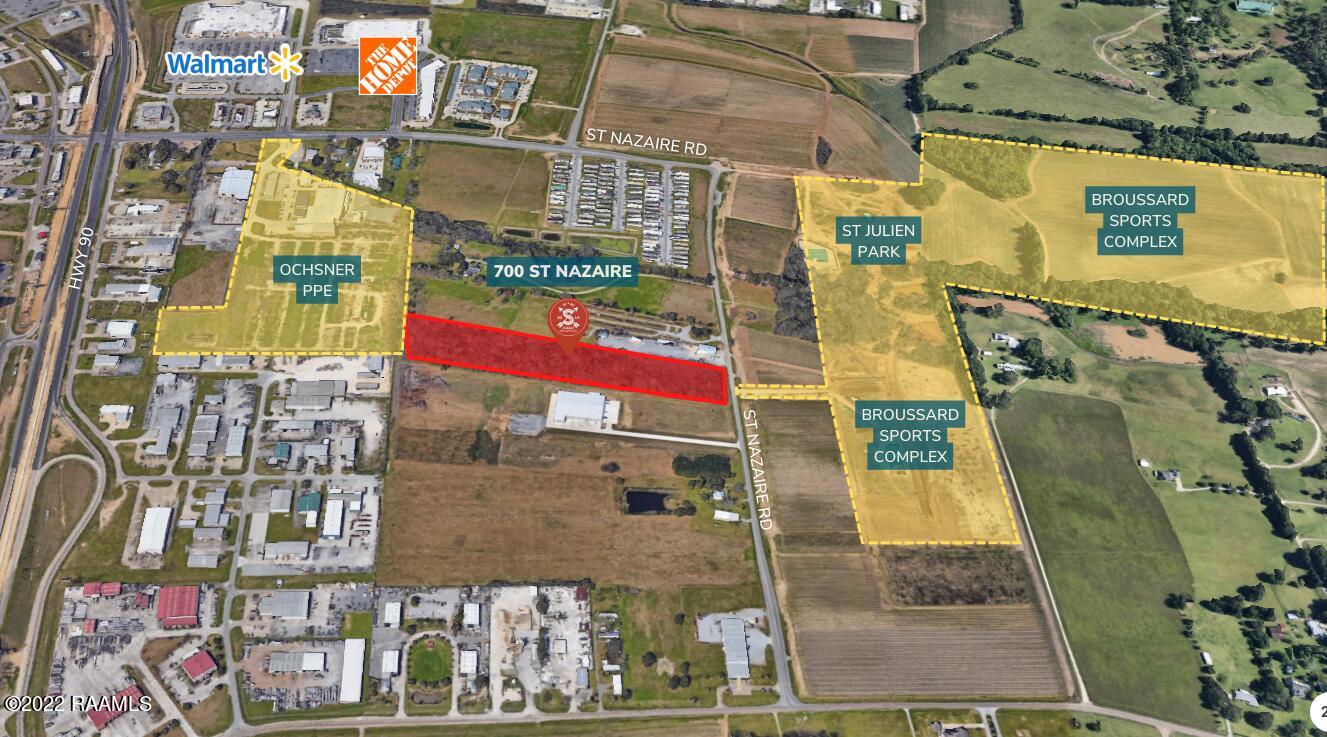 Walmart
THE
HOME
DEPOT
ST NAZAIRE RD
BROUSSARD
SPORTS
COMPLEX
ST JULIEN
PARK
HWY 90
OCHSNER
PPE
700 ST NAZAIRE
S
BROUSSARD
SPORTS
COMPLEX
ST NAZAIRE RD
©2022 RAAMLS
2